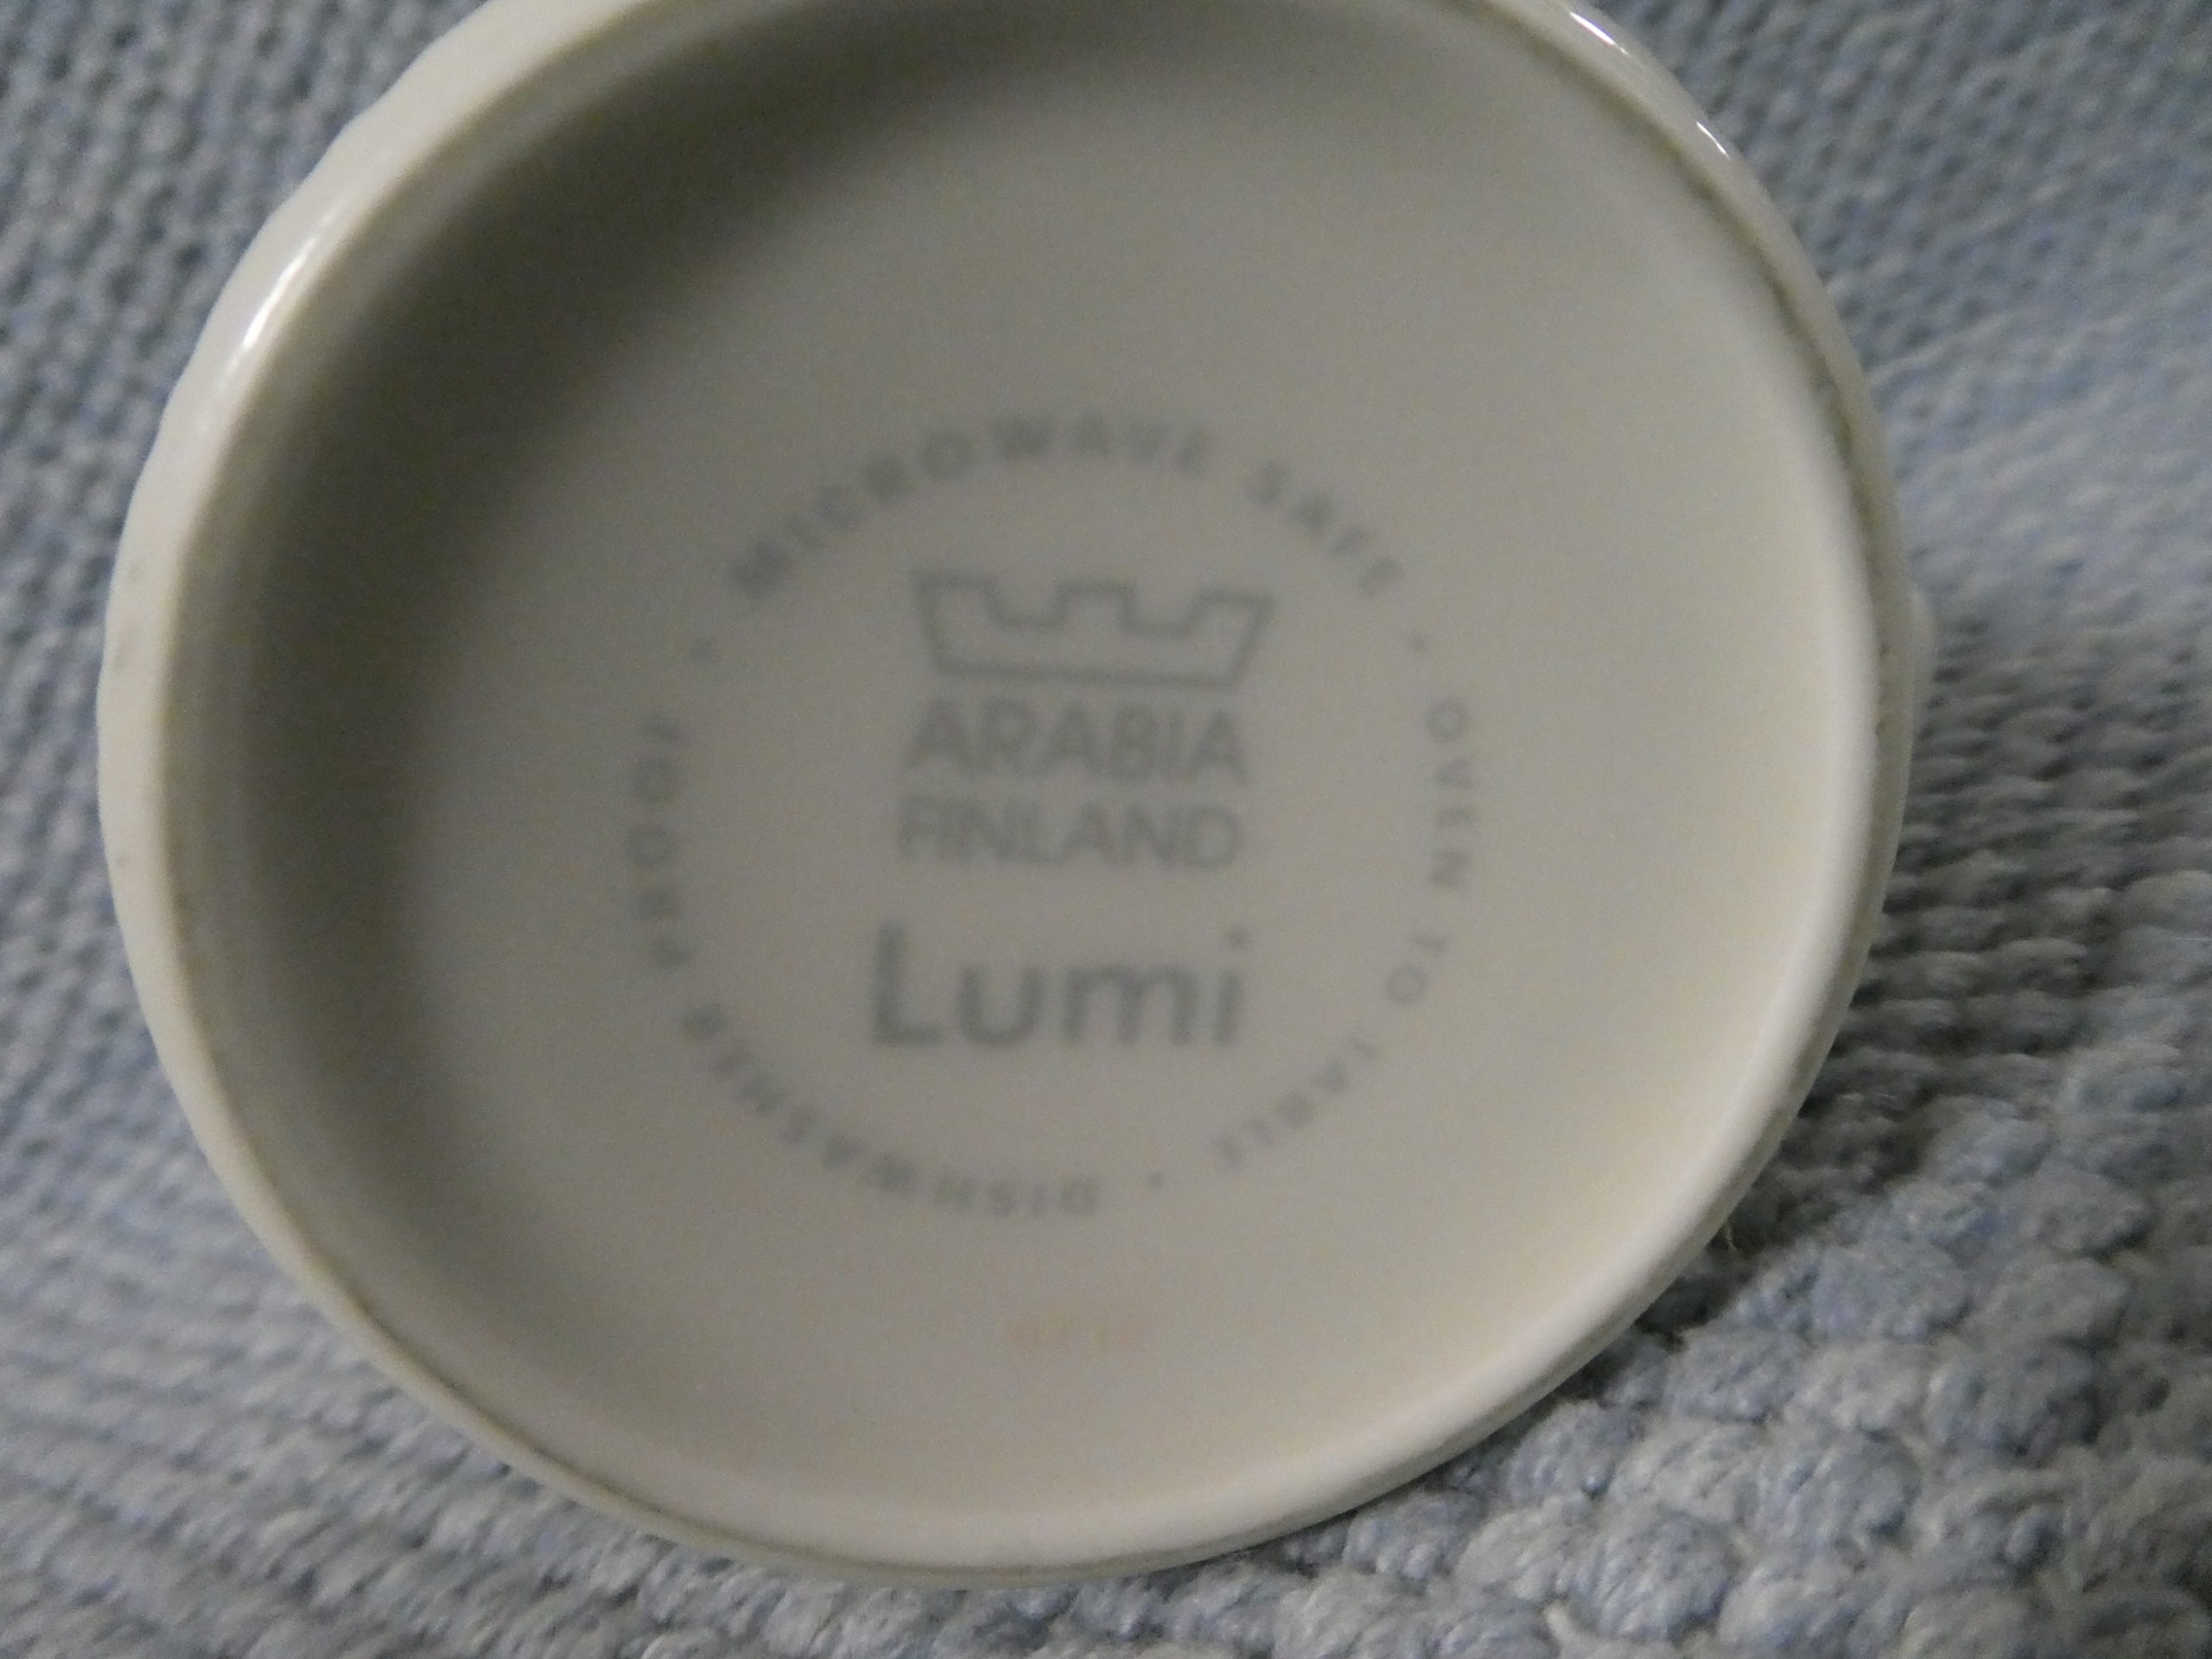 MICROWAVE SAFE · OVEN TO TABLE · DISHWASHER PROOF ·
ARABIA
FINLAND
Lumi